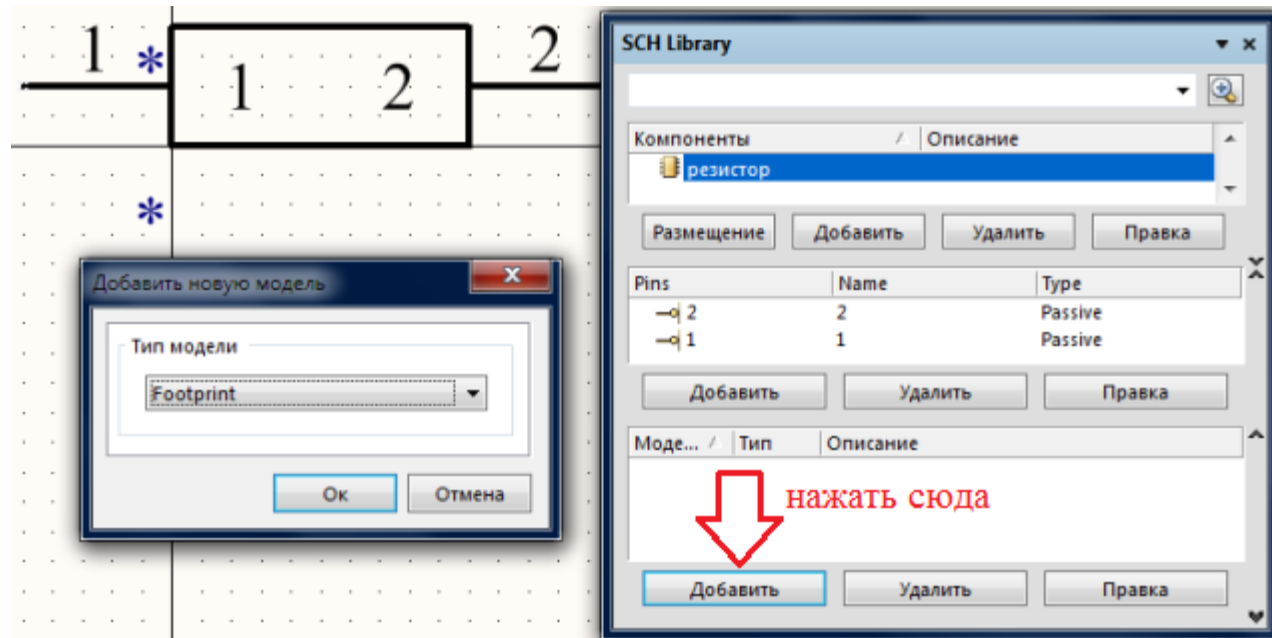 1 * 1 2 2
*
Добавить новую модель
Тип модели
Footprint
Ок Отмена
SCH Library
Компоненты Описание
резистор
Размещение Добавить Удалить Правка
Pins Name Type
2 2 Passive
1 1 Passive
Добавить Удалить Правка
Моде... Тип Описание
нажать сюда
Добавить Удалить Правка